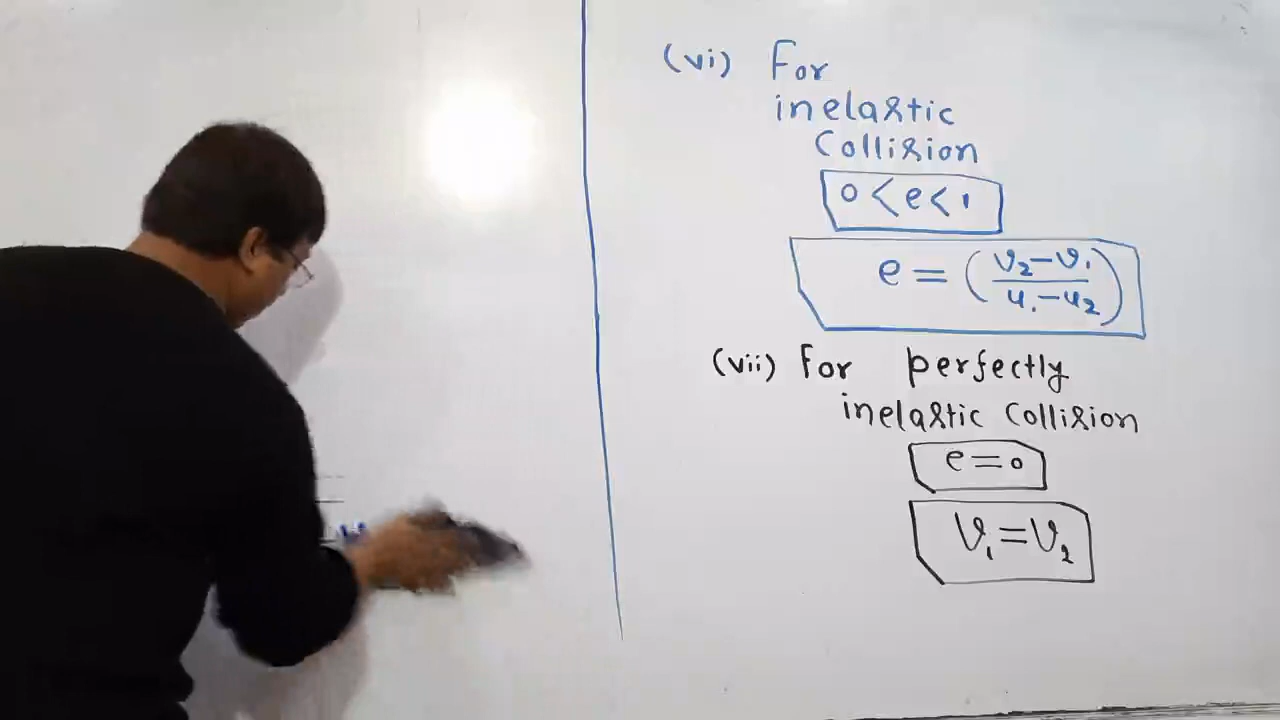 (vi) For
inelastic
Collision
0 < e < 1
e = (v₂-v₁ / u₁-u₂)
(vii) For perfectly
inelastic Collision
e = 0
v₁ = v₂